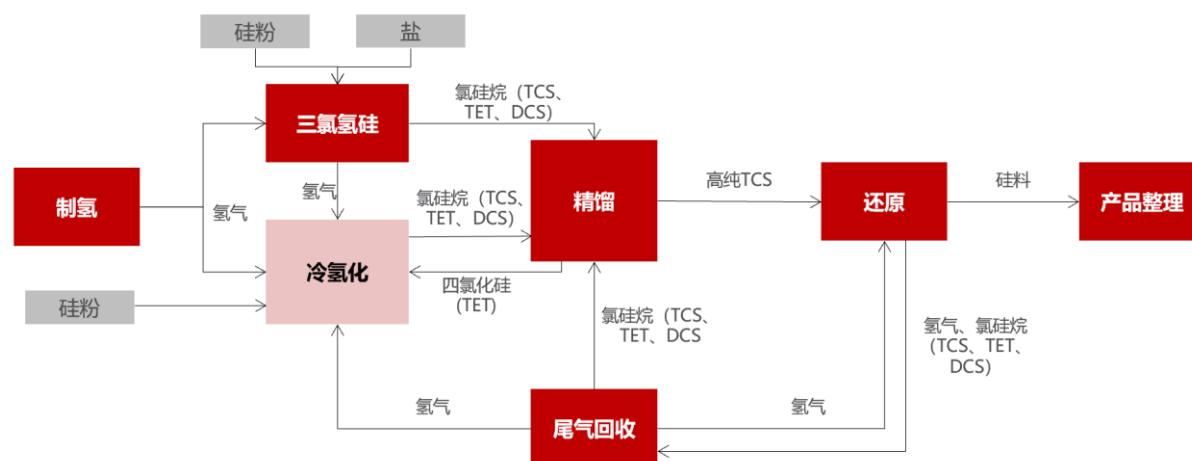 硅粉
盐
三氯氢硅
氯硅烷（TCS、
TET、DCS）
制氢
氢气
氢气
氯硅烷（TCS、
TET、DCS）
精馏
高纯TCS
还原
硅料
产品整理
冷氢化
四氯化硅
(TET)
硅粉
氯硅烷（TCS、
TET、DCS
氢气、氯硅烷
（TCS、TET、
DCS）
氢气
尾气回收
氢气